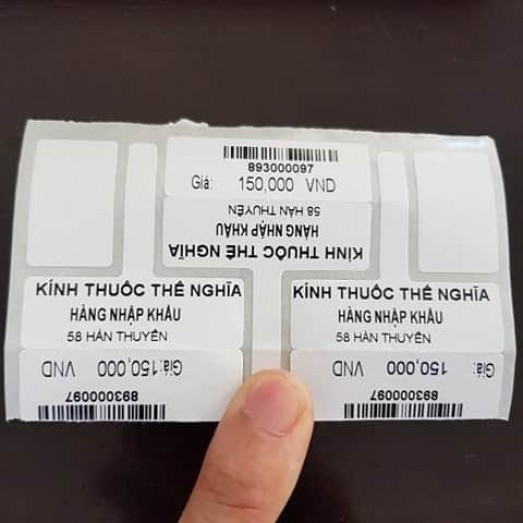 893000097
Giá: 150,000 VND
58 HÀN THUYÊN
HÀNG NHẬP KHẨU
KÍNH THUỐC THẾ NGHĨA
KÍNH THUỐC THẾ NGHĨA
HÀNG NHẬP KHẨU
58 HÀN THUYÊN
Giá:150,000 VND
893000097
KÍNH THUỐC THẾ NGHĨA
HÀNG NHẬP KHẨU
58 HÀN THUYÊN
Giá: 150,000 VND
893000097